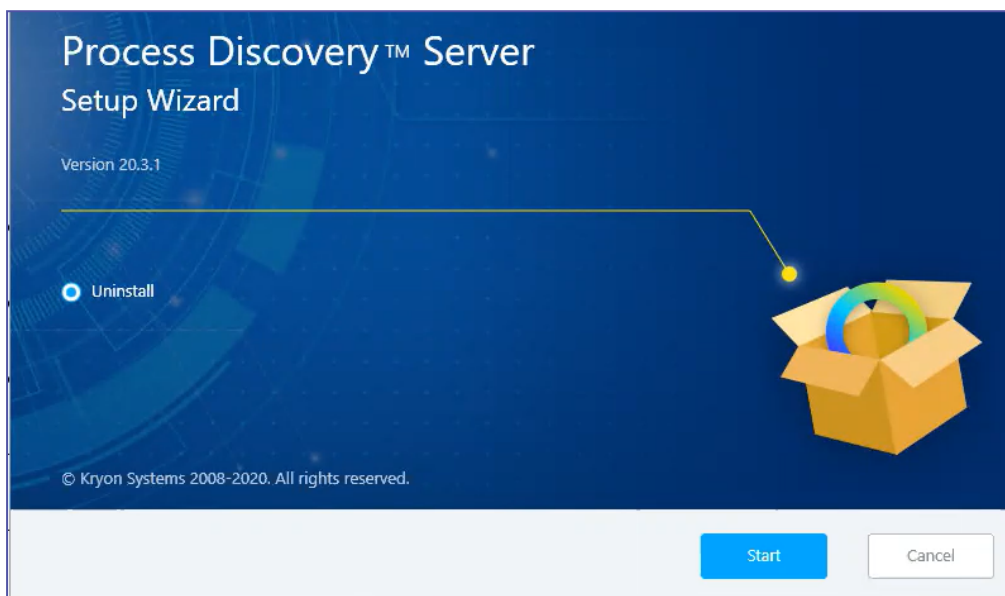 Process Discovery™ Server
Setup Wizard
Version 20.3.1
Uninstall
© Kryon Systems 2008-2020. All rights reserved.
Start
Cancel